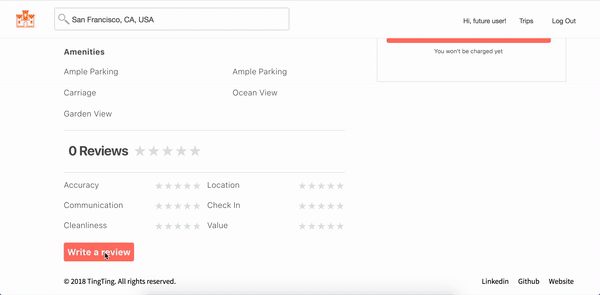 San Francisco, CA, USA
Hi, future user! Trips Log Out
You won't be charged yet
Amenities
Ample Parking Ample Parking
Carriage Ocean View
Garden View
0 Reviews
Accuracy Location
Communication Check In
Cleanliness Value
Write a review
© 2018 TingTing. All rights reserved.
Linkedin Github Website